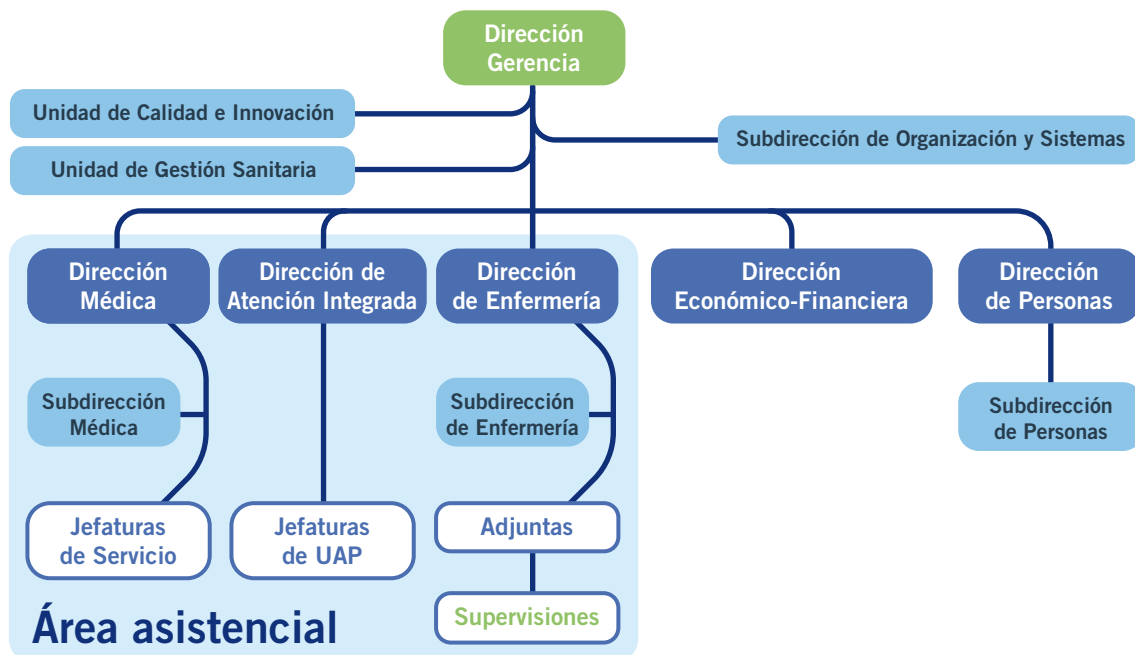 Dirección
Gerencia
Unidad de Calidad e Innovación
Subdirección de Organización y Sistemas
Unidad de Gestión Sanitaria
Dirección
Médica
Dirección de
Atención Integrada
Dirección
de Enfermería
Dirección
Económico-Financiera
Dirección
de Personas
Subdirección
Médica
Subdirección
de Enfermería
Subdirección
de Personas
Jefaturas
de Servicio
Jefaturas
de UAP
Adjuntas
Supervisiones
Área asistencial